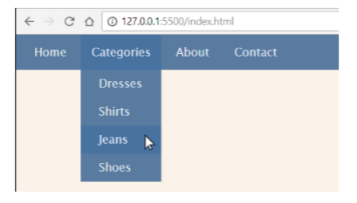 127.0.0.1:5500/index.html
Home Categories About Contact
Dresses
Shirts
Jeans
Shoes